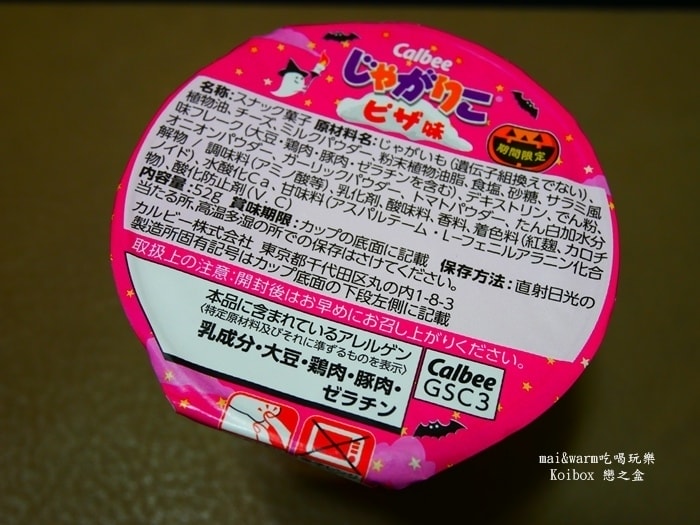 Calbee
じゃがりこ
ピザ味
期間限定
名称:スナック菓子 原材料名:じゃがいも(遺伝子組換えでない)、
植物油、チーズ、ミルクパウダー、粉末植物油脂、食塩、砂糖、サラミ風
味フレーク(大豆・鶏肉・豚肉・ゼラチンを含む)、デキストリン、でん粉、
オニオンパウダー、ガーリックパウダー、トマトパウダー、たん白加水分
解物/調味料(アミノ酸等)、乳化剤、酸味料、香料、着色料(紅麹、カロチ
ノイド)、水酸化Ca、甘味料(アスパルテーム・L-フェニルアラニン化合
物)、酸化防止剤(V.C)
内容量:52g 賞味期限:カップの底面に記載 保存方法:直射日光の
当たる所、高温多湿の所での保存はさけてください。
カルビー株式会社 東京都千代田区丸の内1-8-3
製造所固有記号はカップ底面の下段左側に記載
取扱上の注意:開封後はお早めにお召し上がりください。
本品に含まれているアレルゲン
(特定原材料及びそれに準ずるものを表示)
乳成分・大豆・鶏肉・豚肉・
ゼラチン
Calbee
GSC3
mai&warm吃喝玩樂
Koibox 戀之盒